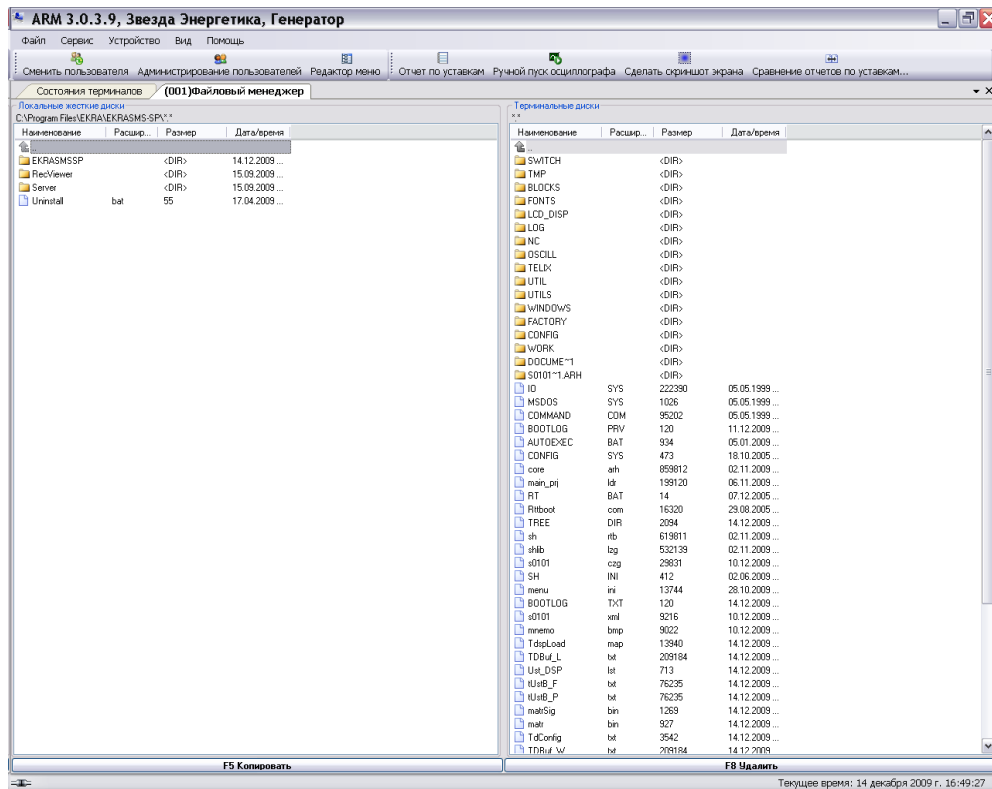 ARM 3.0.3.9, Звезда Энергетика, Генератор
Файл Сервис Устройство Вид Помощь
Сменить пользователя Администрирование пользователей Редактор меню Отчет по уставкам Ручной пуск осциллографа Сделать скриншот экрана Сравнение отчетов по уставкам...
Состояния терминалов (001)Файловый менеджер
Локальные жесткие диски
C:\Program Files\EKRA\EKRASMS-SP\*.*
Наименование Расшир... Размер Дата/время
..
EKRASMSSP <DIR> 14.12.2009 ...
RecViewer <DIR> 15.09.2009 ...
Server <DIR> 15.09.2009 ...
Uninstall bat 55 17.04.2009 ...
F5 Копировать
Терминальные диски
*.*
Наименование Расшир... Размер Дата/время
..
SWITCH <DIR>
TMP <DIR>
BLOCKS <DIR>
FONTS <DIR>
LCD_DISP <DIR>
LOG <DIR>
NC <DIR>
OSCILL <DIR>
TELIX <DIR>
UTIL <DIR>
UTILS <DIR>
WINDOWS <DIR>
FACTORY <DIR>
CONFIG <DIR>
WORK <DIR>
DOCUME~1 <DIR>
S0101~1.ARH <DIR>
IO SYS 222390 05.05.1999 ...
MSDOS SYS 1026 05.05.1999 ...
COMMAND COM 95202 05.05.1999 ...
BOOTLOG PRV 120 11.12.2009 ...
AUTOEXEC BAT 934 05.01.2009 ...
CONFIG SYS 473 18.10.2005 ...
core arh 859812 02.11.2009 ...
main_prj ldr 199120 06.11.2009 ...
RT BAT 14 07.12.2005 ...
Rttboot com 16320 29.08.2005 ...
TREE DIR 2094 14.12.2009 ...
sh rtb 619811 02.11.2009 ...
shlib lzg 532139 02.11.2009 ...
s0101 czg 29831 10.12.2009 ...
SH INI 412 02.06.2009 ...
menu ini 13744 28.10.2009 ...
BOOTLOG TXT 120 14.12.2009 ...
s0101 xml 9216 10.12.2009 ...
mnemo bmp 9022 10.12.2009 ...
TdspLoad map 13940 14.12.2009 ...
TDBuf_L txt 209184 14.12.2009 ...
Ust_DSP lst 713 14.12.2009 ...
tUstB_F txt 76235 14.12.2009 ...
tUstB_P txt 76235 14.12.2009 ...
matrSig bin 1269 14.12.2009 ...
matr bin 927 14.12.2009 ...
TdConfig txt 3542 14.12.2009 ...
TDBuf_W txt 209184 14.12.2009
F8 Удалить
Текущее время: 14 декабря 2009 г. 16:49:27